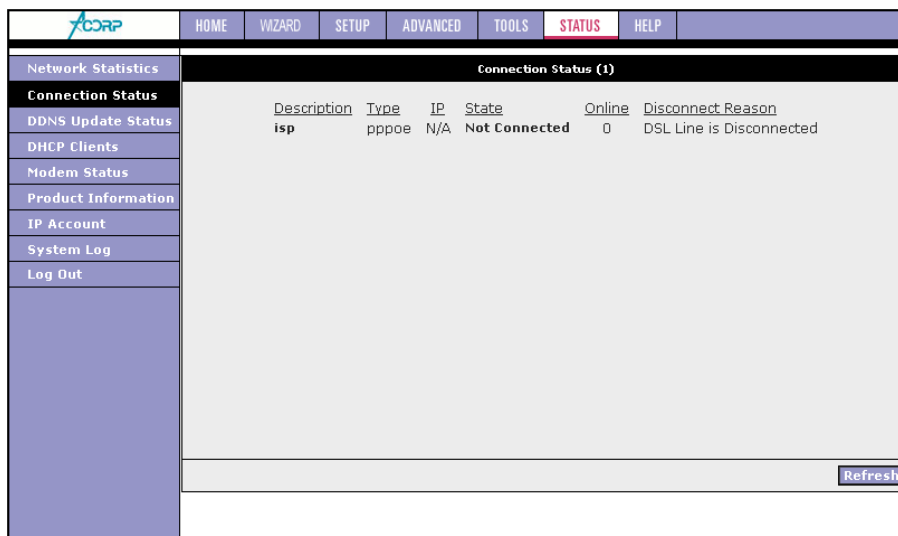 Acorp HOME WIZARD SETUP ADVANCED TOOLS STATUS HELP
Network Statistics
Connection Status
DDNS Update Status
DHCP Clients
Modem Status
Product Information
IP Account
System Log
Log Out
Connection Status (1)
Description Type IP State Online Disconnect Reason
isp pppoe N/A Not Connected 0 DSL Line is Disconnected
Refresh